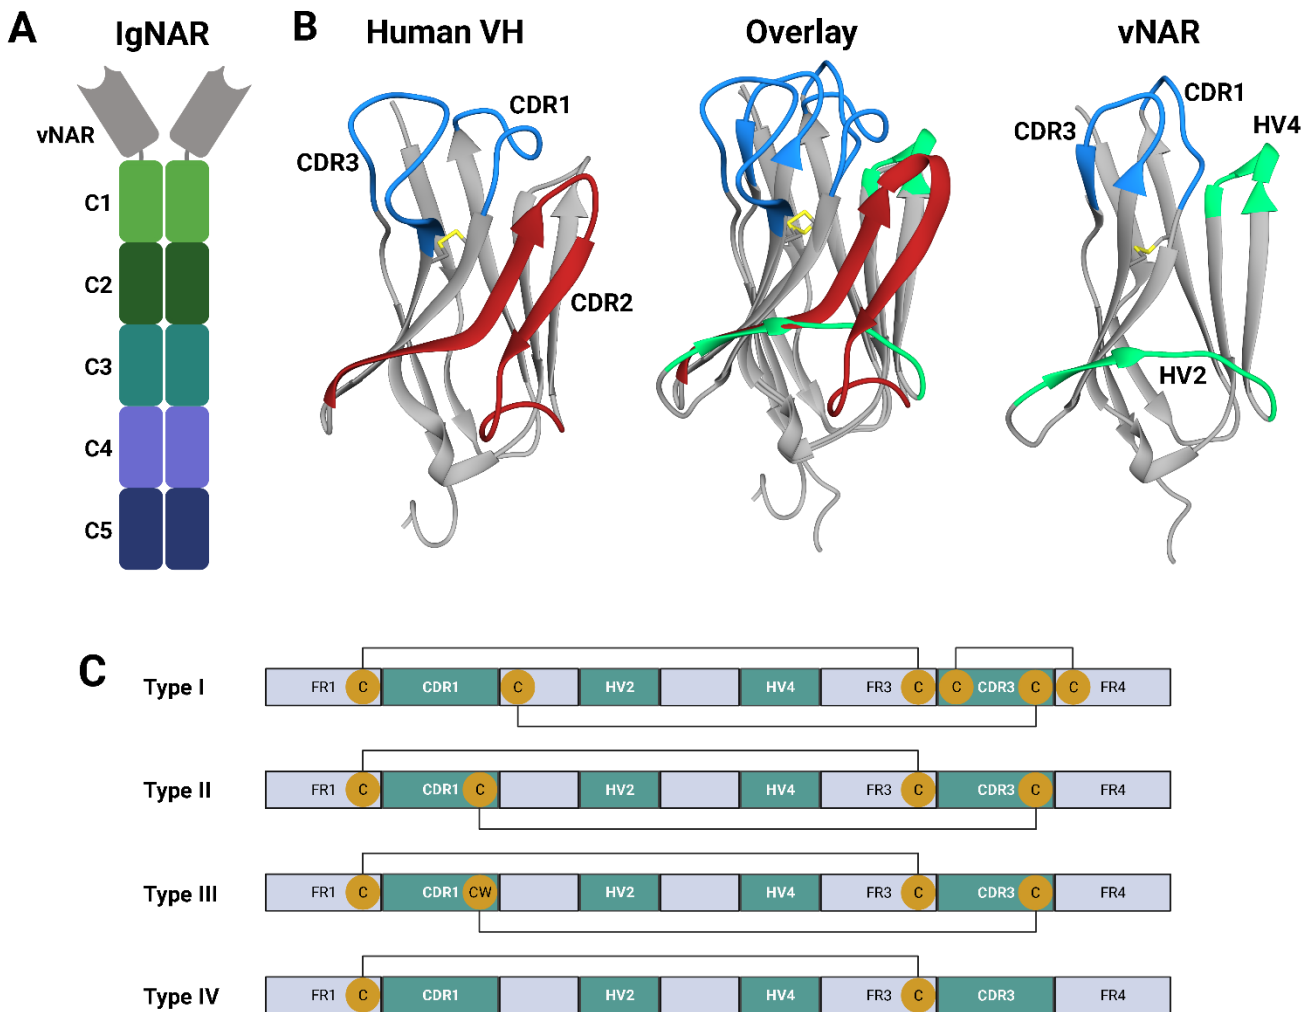 A
IgNAR
vNAR
C1
C2
C3
C4
C5
B
Human VH
Overlay
vNAR
CDR1
CDR3
CDR2
CDR1
CDR3
HV4
HV2
C
Type I
FR1 C CDR1 C HV2 HV4 FR3 C C CDR3 C C FR4
Type II
FR1 C CDR1 C HV2 HV4 FR3 C CDR3 C FR4
Type III
FR1 C CDR1 CW HV2 HV4 FR3 C CDR3 C FR4
Type IV
FR1 C CDR1 HV2 HV4 FR3 C CDR3 FR4